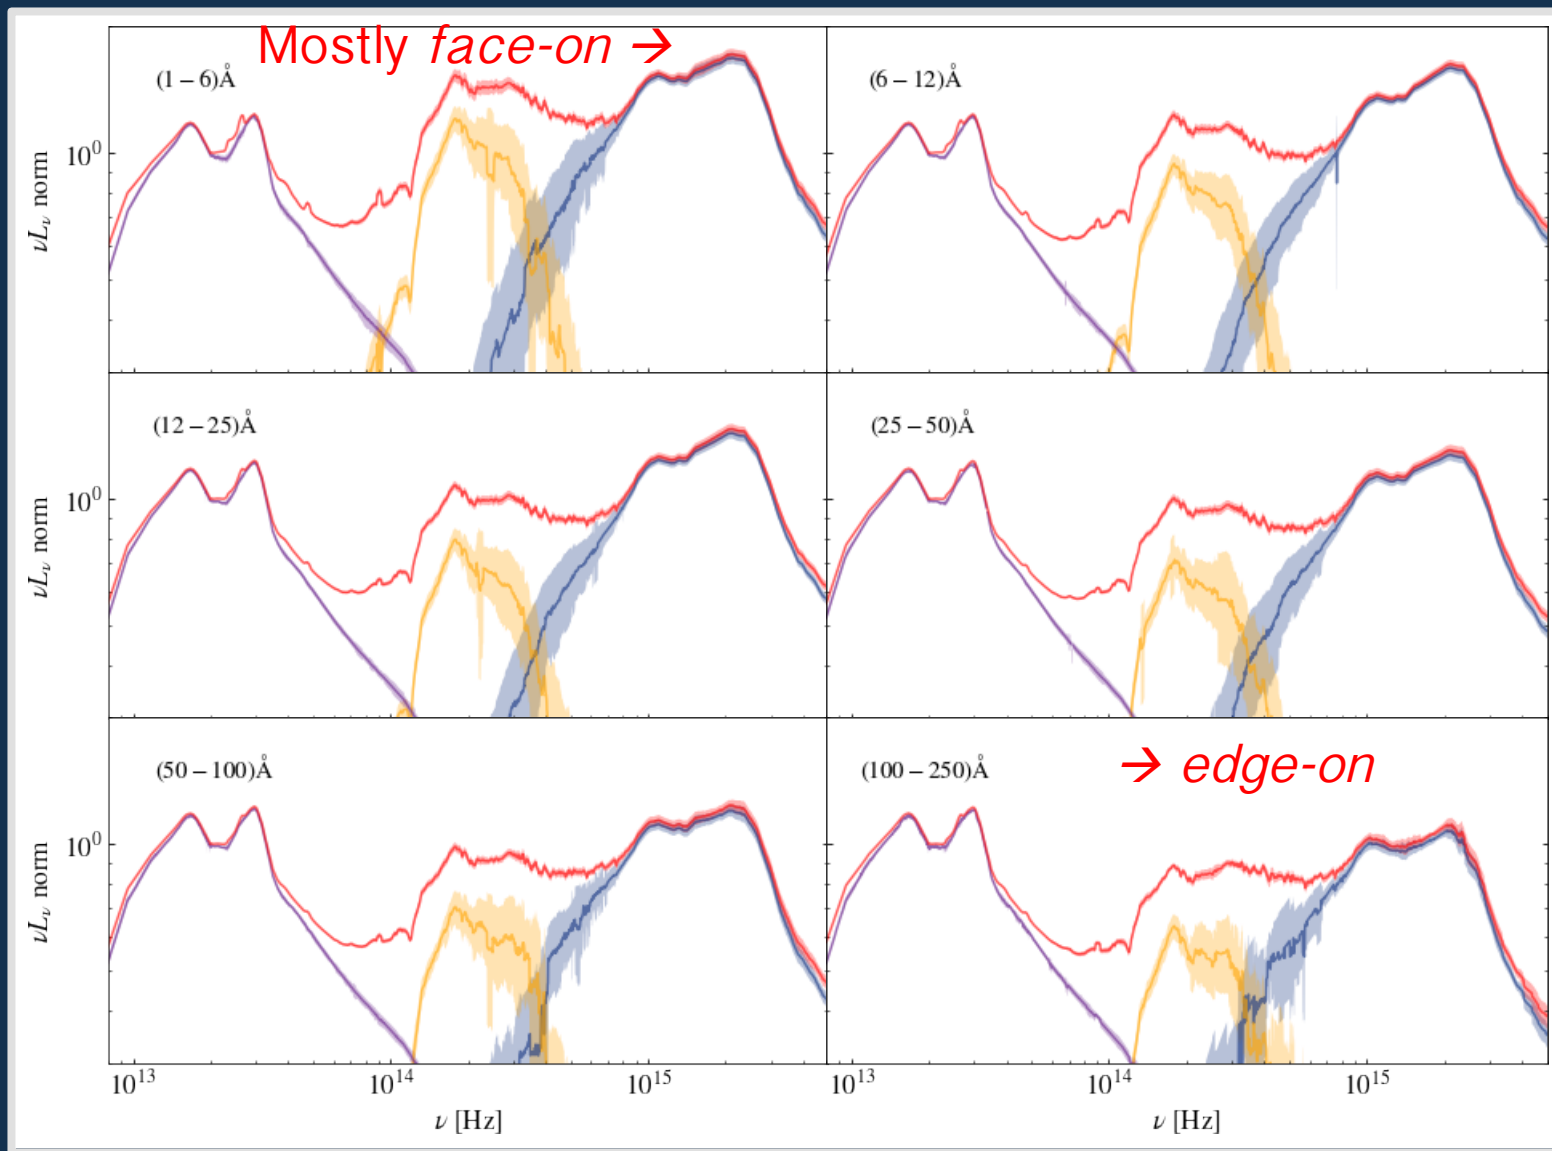 Mostly face-on →
(1 – 6)Å
(6 – 12)Å
10⁰
νLν norm
(12 – 25)Å
(25 – 50)Å
10⁰
νLν norm
(50 – 100)Å
(100 – 250)Å
→ edge-on
10⁰
νLν norm
10¹³ 10¹⁴ 10¹⁵
10¹³ 10¹⁴ 10¹⁵
ν [Hz]
ν [Hz]